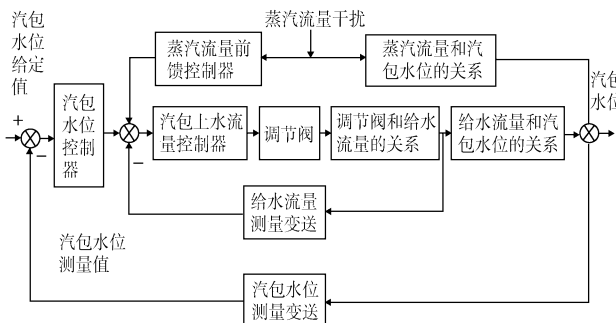 汽包
水位
给定
值
蒸汽流量干扰
蒸汽流量前
馈控制器
蒸汽流量和汽
包水位的关系
汽包
水位
+
−
汽包
水位
控制
器
−
汽包上水流
量控制器
调节阀
调节阀和给水
流量的关系
给水流量和汽
包水位的关系
给水流量
测量变送
汽包水位
测量值
汽包水位
测量变送